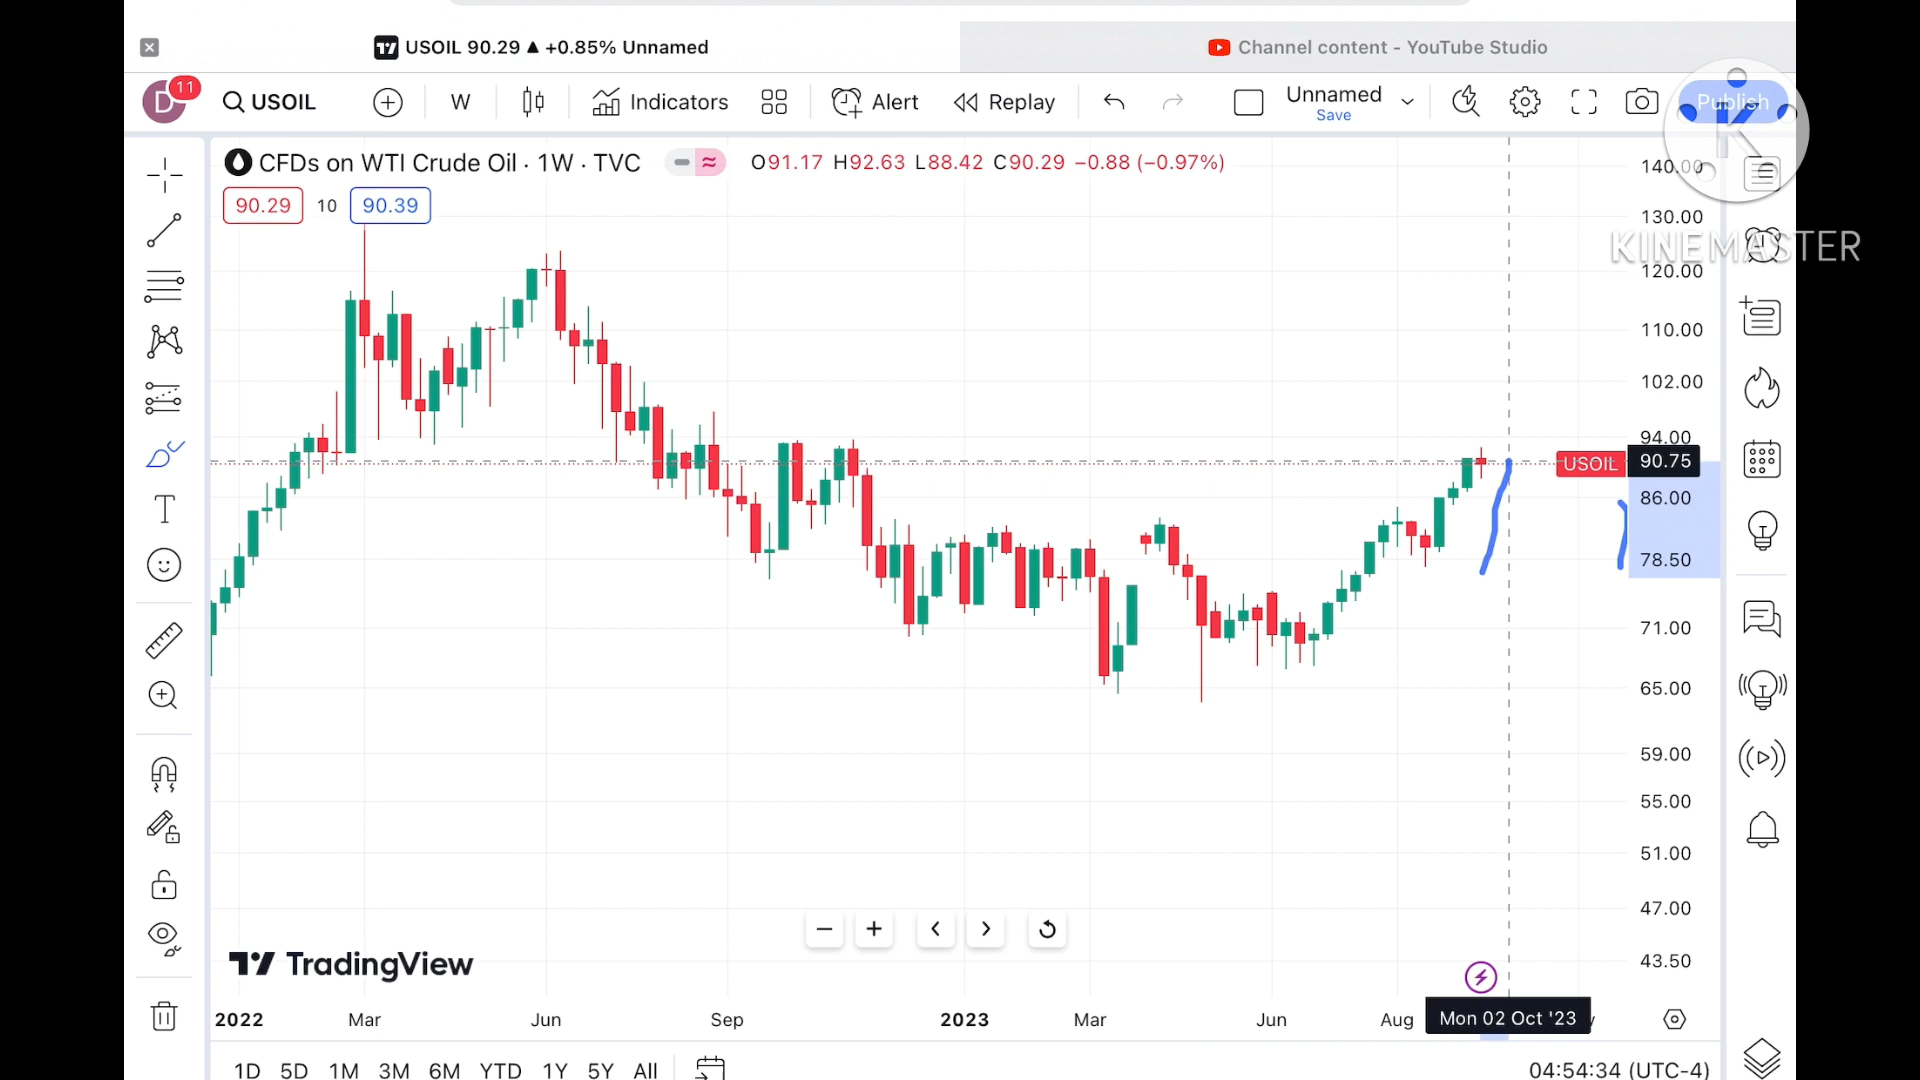 USOIL 90.29 ▲ +0.85% Unnamed
Channel content - YouTube Studio
D 11
USOIL
W
Indicators
Alert
Replay
Unnamed
Save
Publish
K
KINEMASTER
CFDs on WTI Crude Oil · 1W · TVC
O91.17 H92.63 L88.42 C90.29 −0.88 (−0.97%)
90.29 10 90.39
140.00
130.00
120.00
110.00
102.00
94.00
USOIL 90.75
86.00
78.50
71.00
65.00
59.00
55.00
51.00
47.00
43.50
TradingView
2022 Mar Jun Sep 2023 Mar Jun Aug Mon 02 Oct '23
1D 5D 1M 3M 6M YTD 1Y 5Y All
04:54:34 (UTC-4)